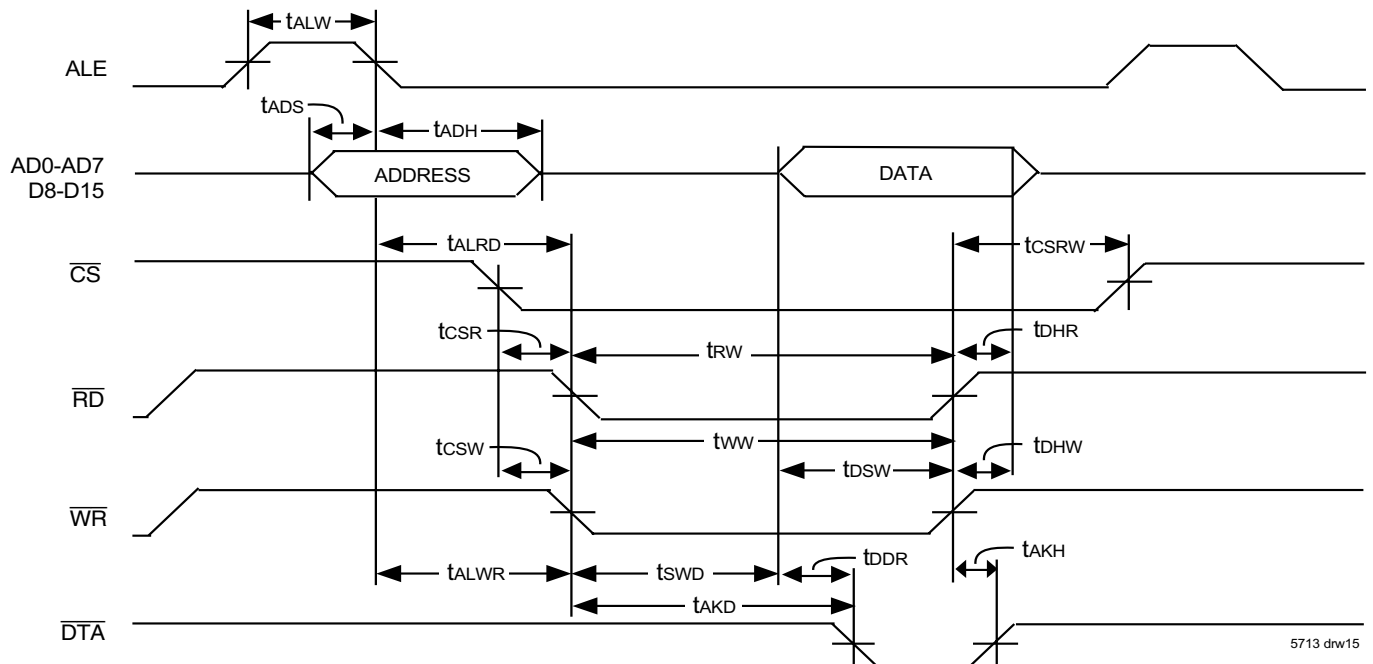 tALW
ALE
tADS
tADH
AD0-AD7
D8-D15
ADDRESS
DATA
tALRD
tCSRW
CS
tCSR
tRW
tDHR
RD
tCSW
tWW
tDHW
tDSW
WR
tALWR
tSWD
tDDR
tAKH
tAKD
DTA
5713 drw15